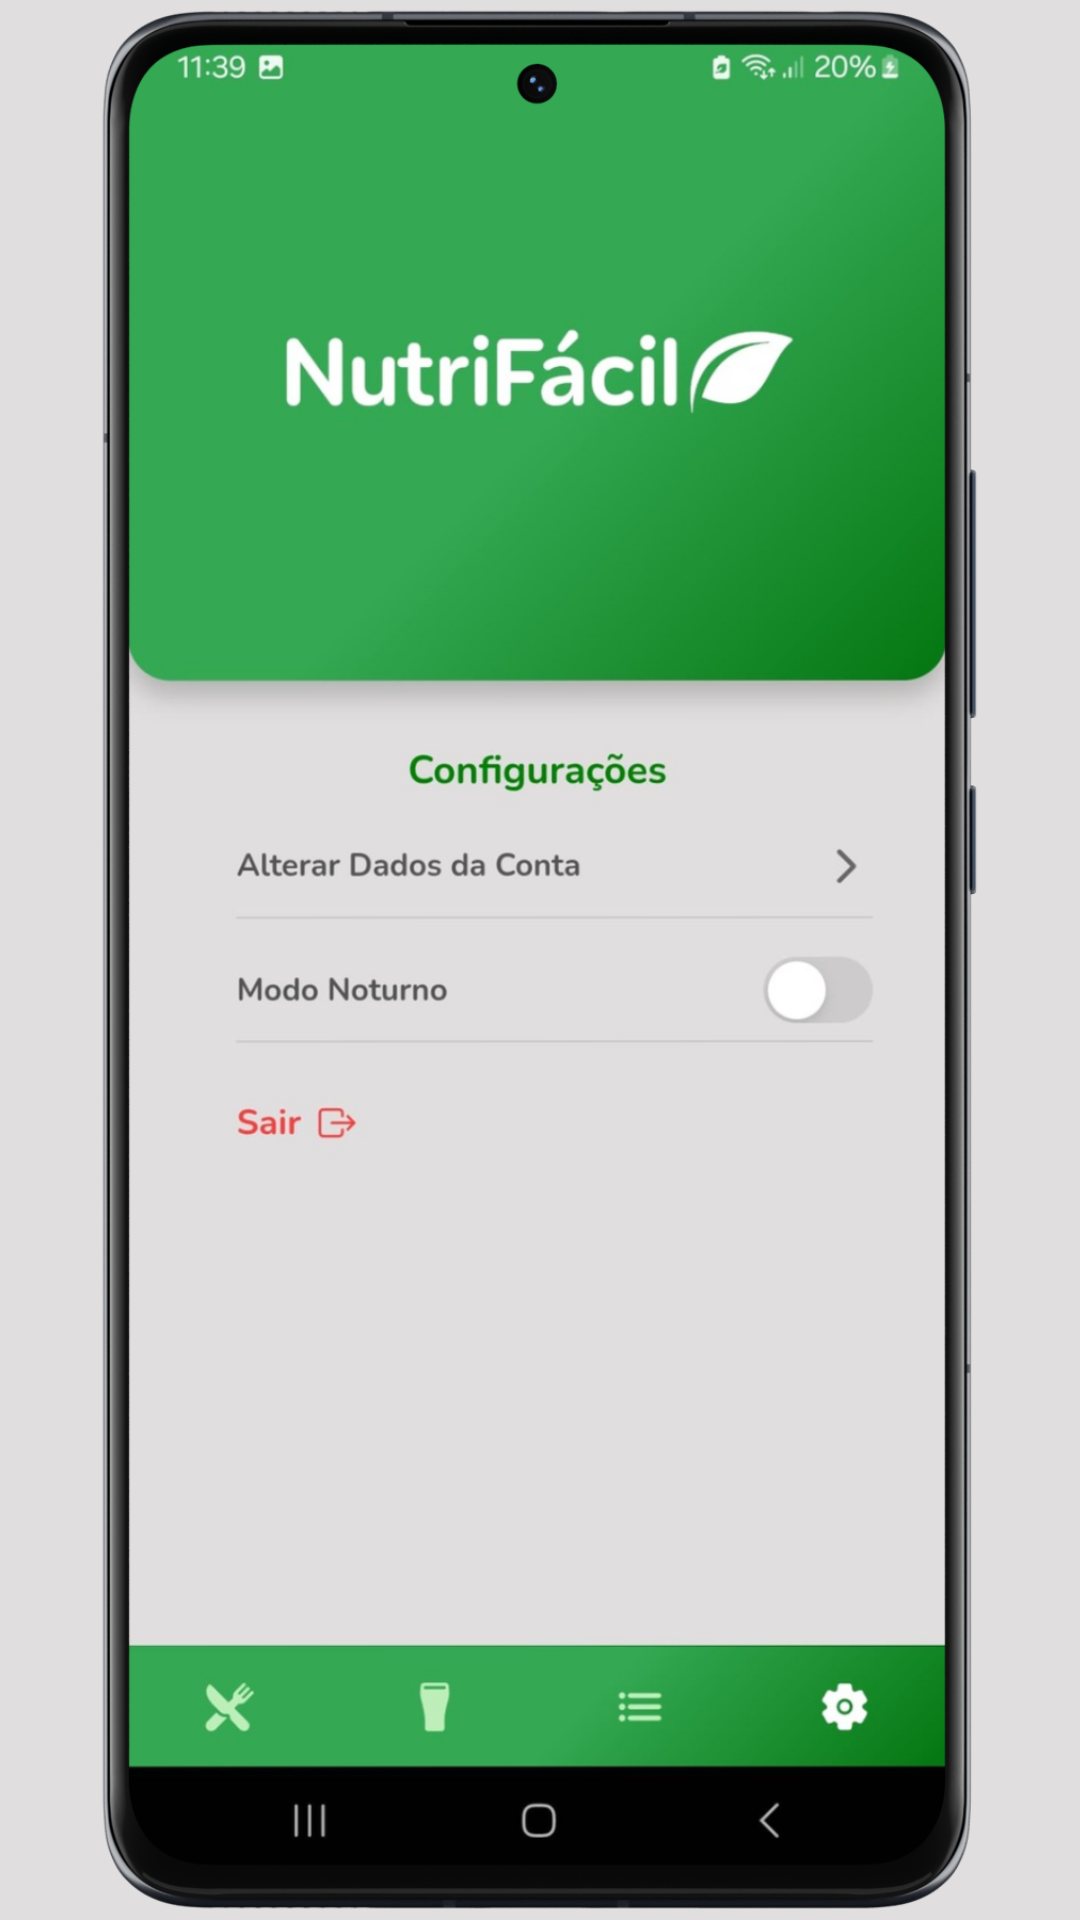 11:39
20%
NutriFácil
Configurações
Alterar Dados da Conta
Modo Noturno
Sair